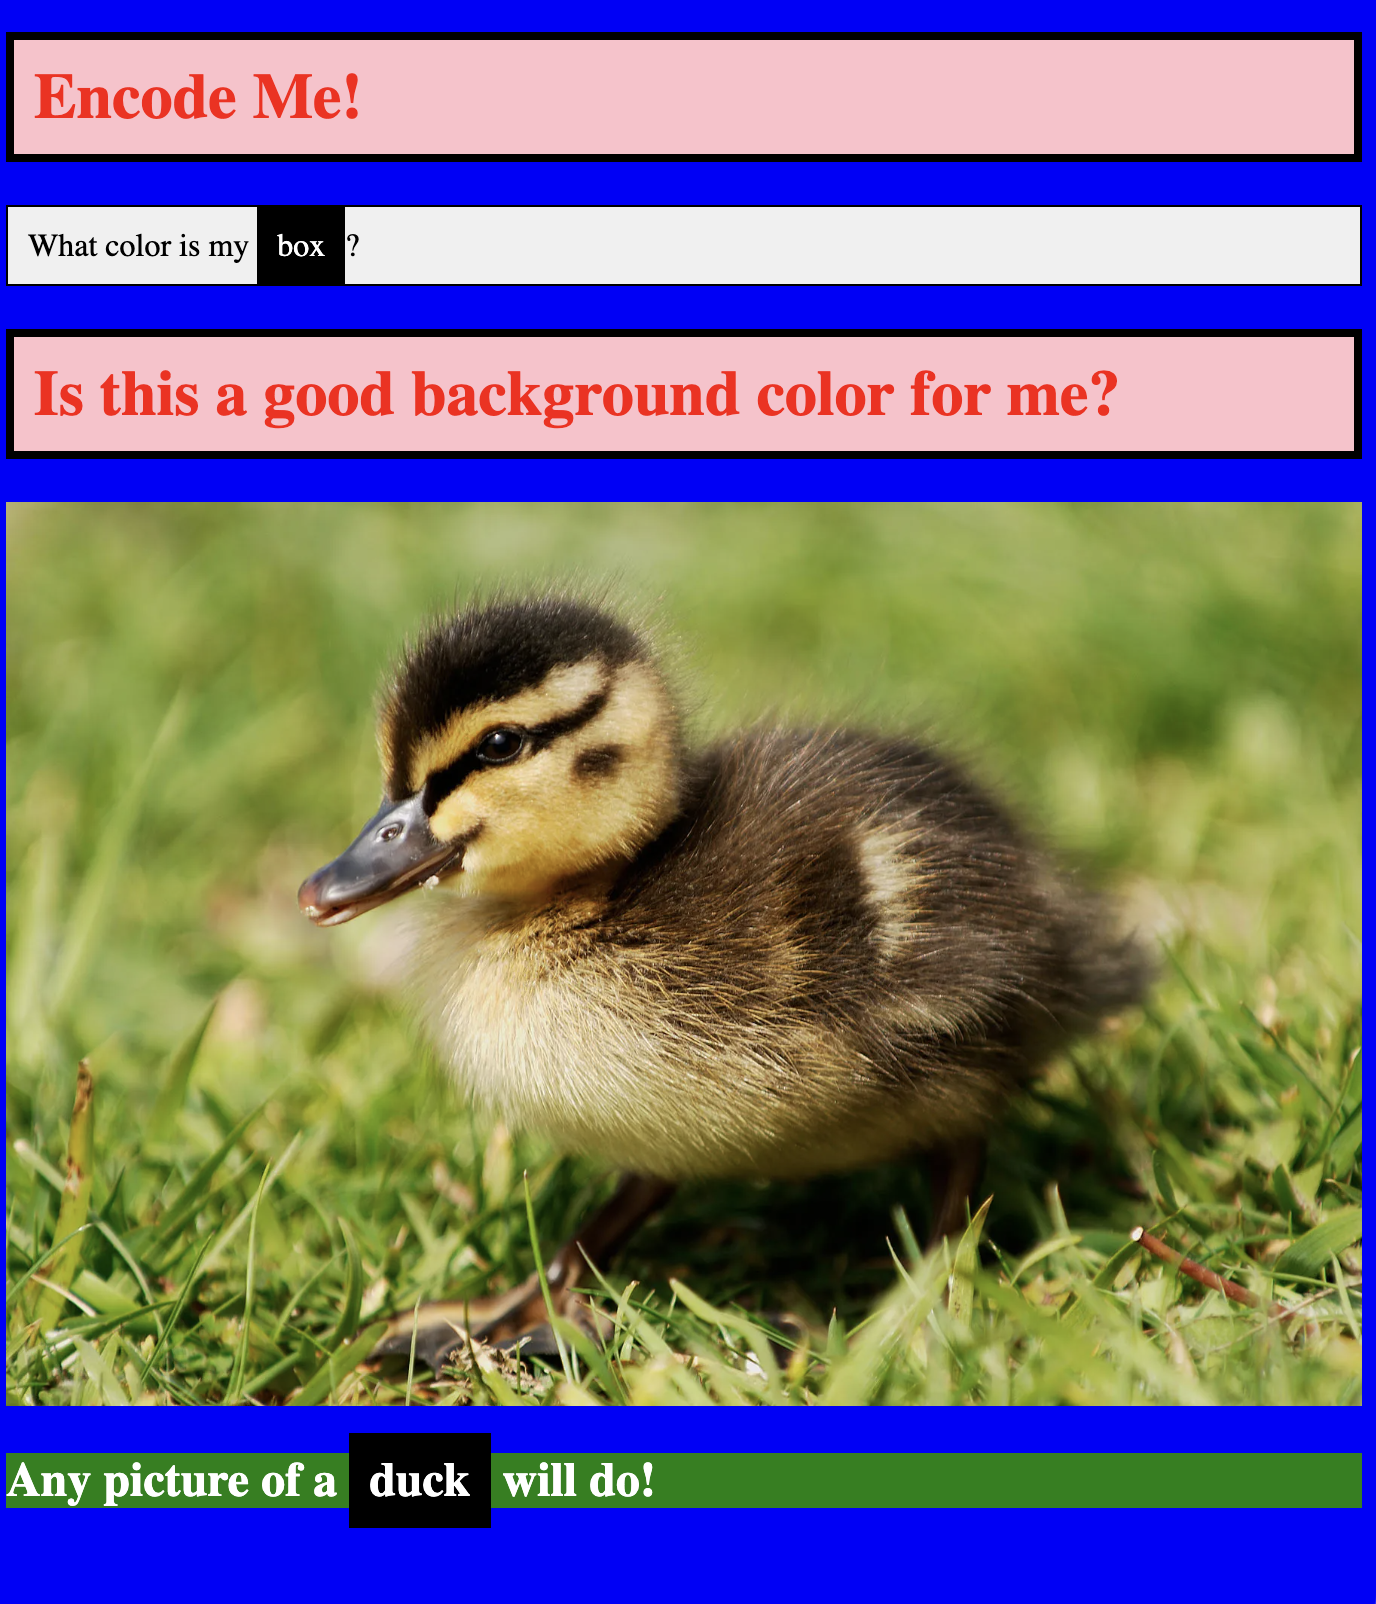 Encode Me!
What color is my box ?
Is this a good background color for me?
Any picture of a duck will do!